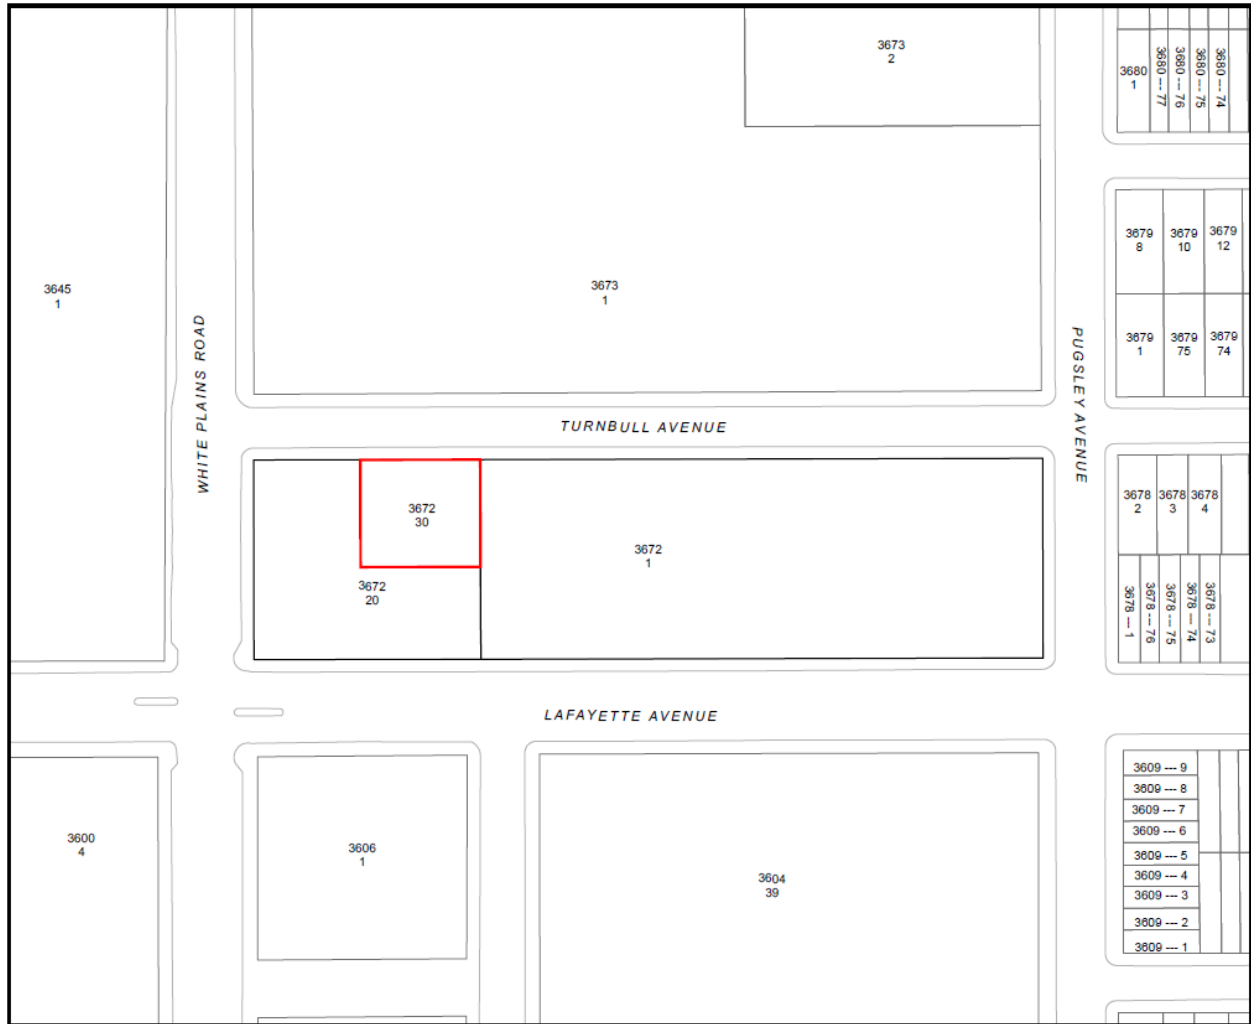 3673
2
3680
1
3680 --- 77
3680 --- 76
3680 --- 75
3680 --- 74
3679
8
3679
10
3679
12
3645
1
3673
1
3679
1
3679
75
3679
74
WHITE PLAINS ROAD
PUGSLEY AVENUE
TURNBULL AVENUE
3672
30
3672
1
3672
20
3678
2
3678
3
3678
4
3678 --- 1
3678 --- 76
3678 --- 75
3678 --- 74
3678 --- 73
LAFAYETTE AVENUE
3600
4
3606
1
3604
39
3609 --- 9
3609 --- 8
3609 --- 7
3609 --- 6
3609 --- 5
3609 --- 4
3609 --- 3
3609 --- 2
3609 --- 1